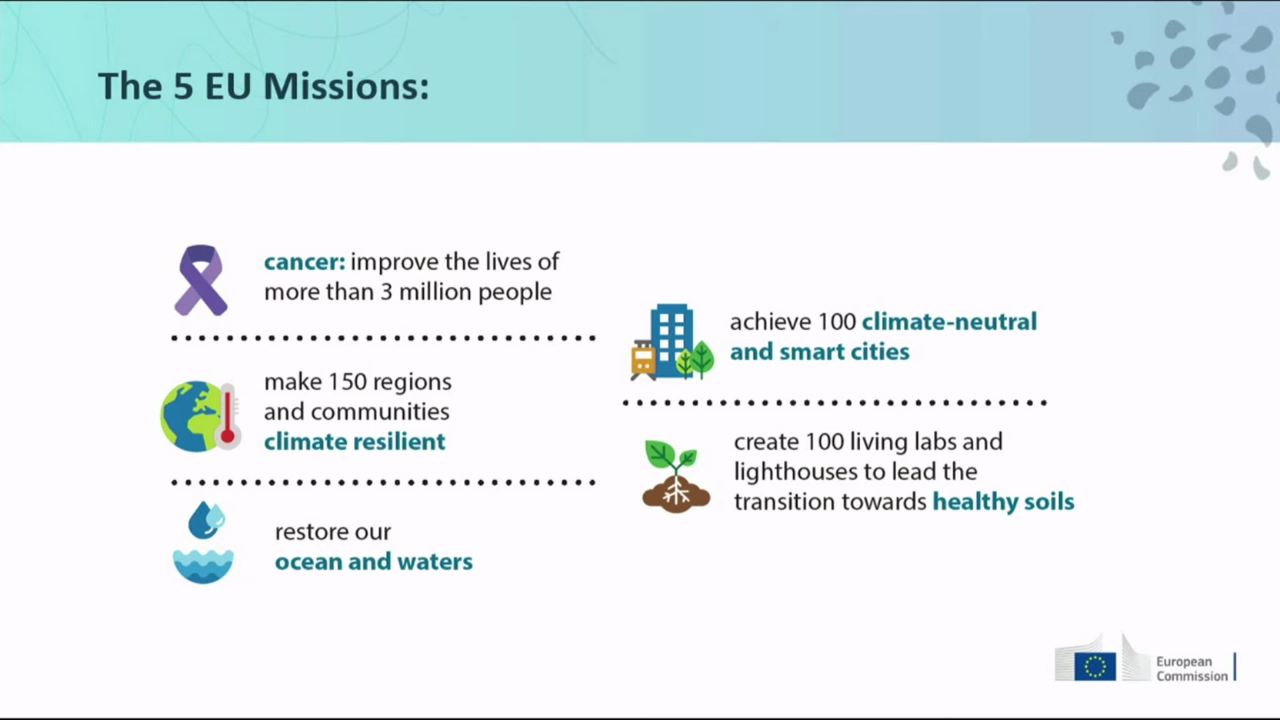 The 5 EU Missions:
cancer: improve the lives of
more than 3 million people
make 150 regions
and communities
climate resilient
restore our
ocean and waters
achieve 100 climate-neutral
and smart cities
create 100 living labs and
lighthouses to lead the
transition towards healthy soils
European
Commission